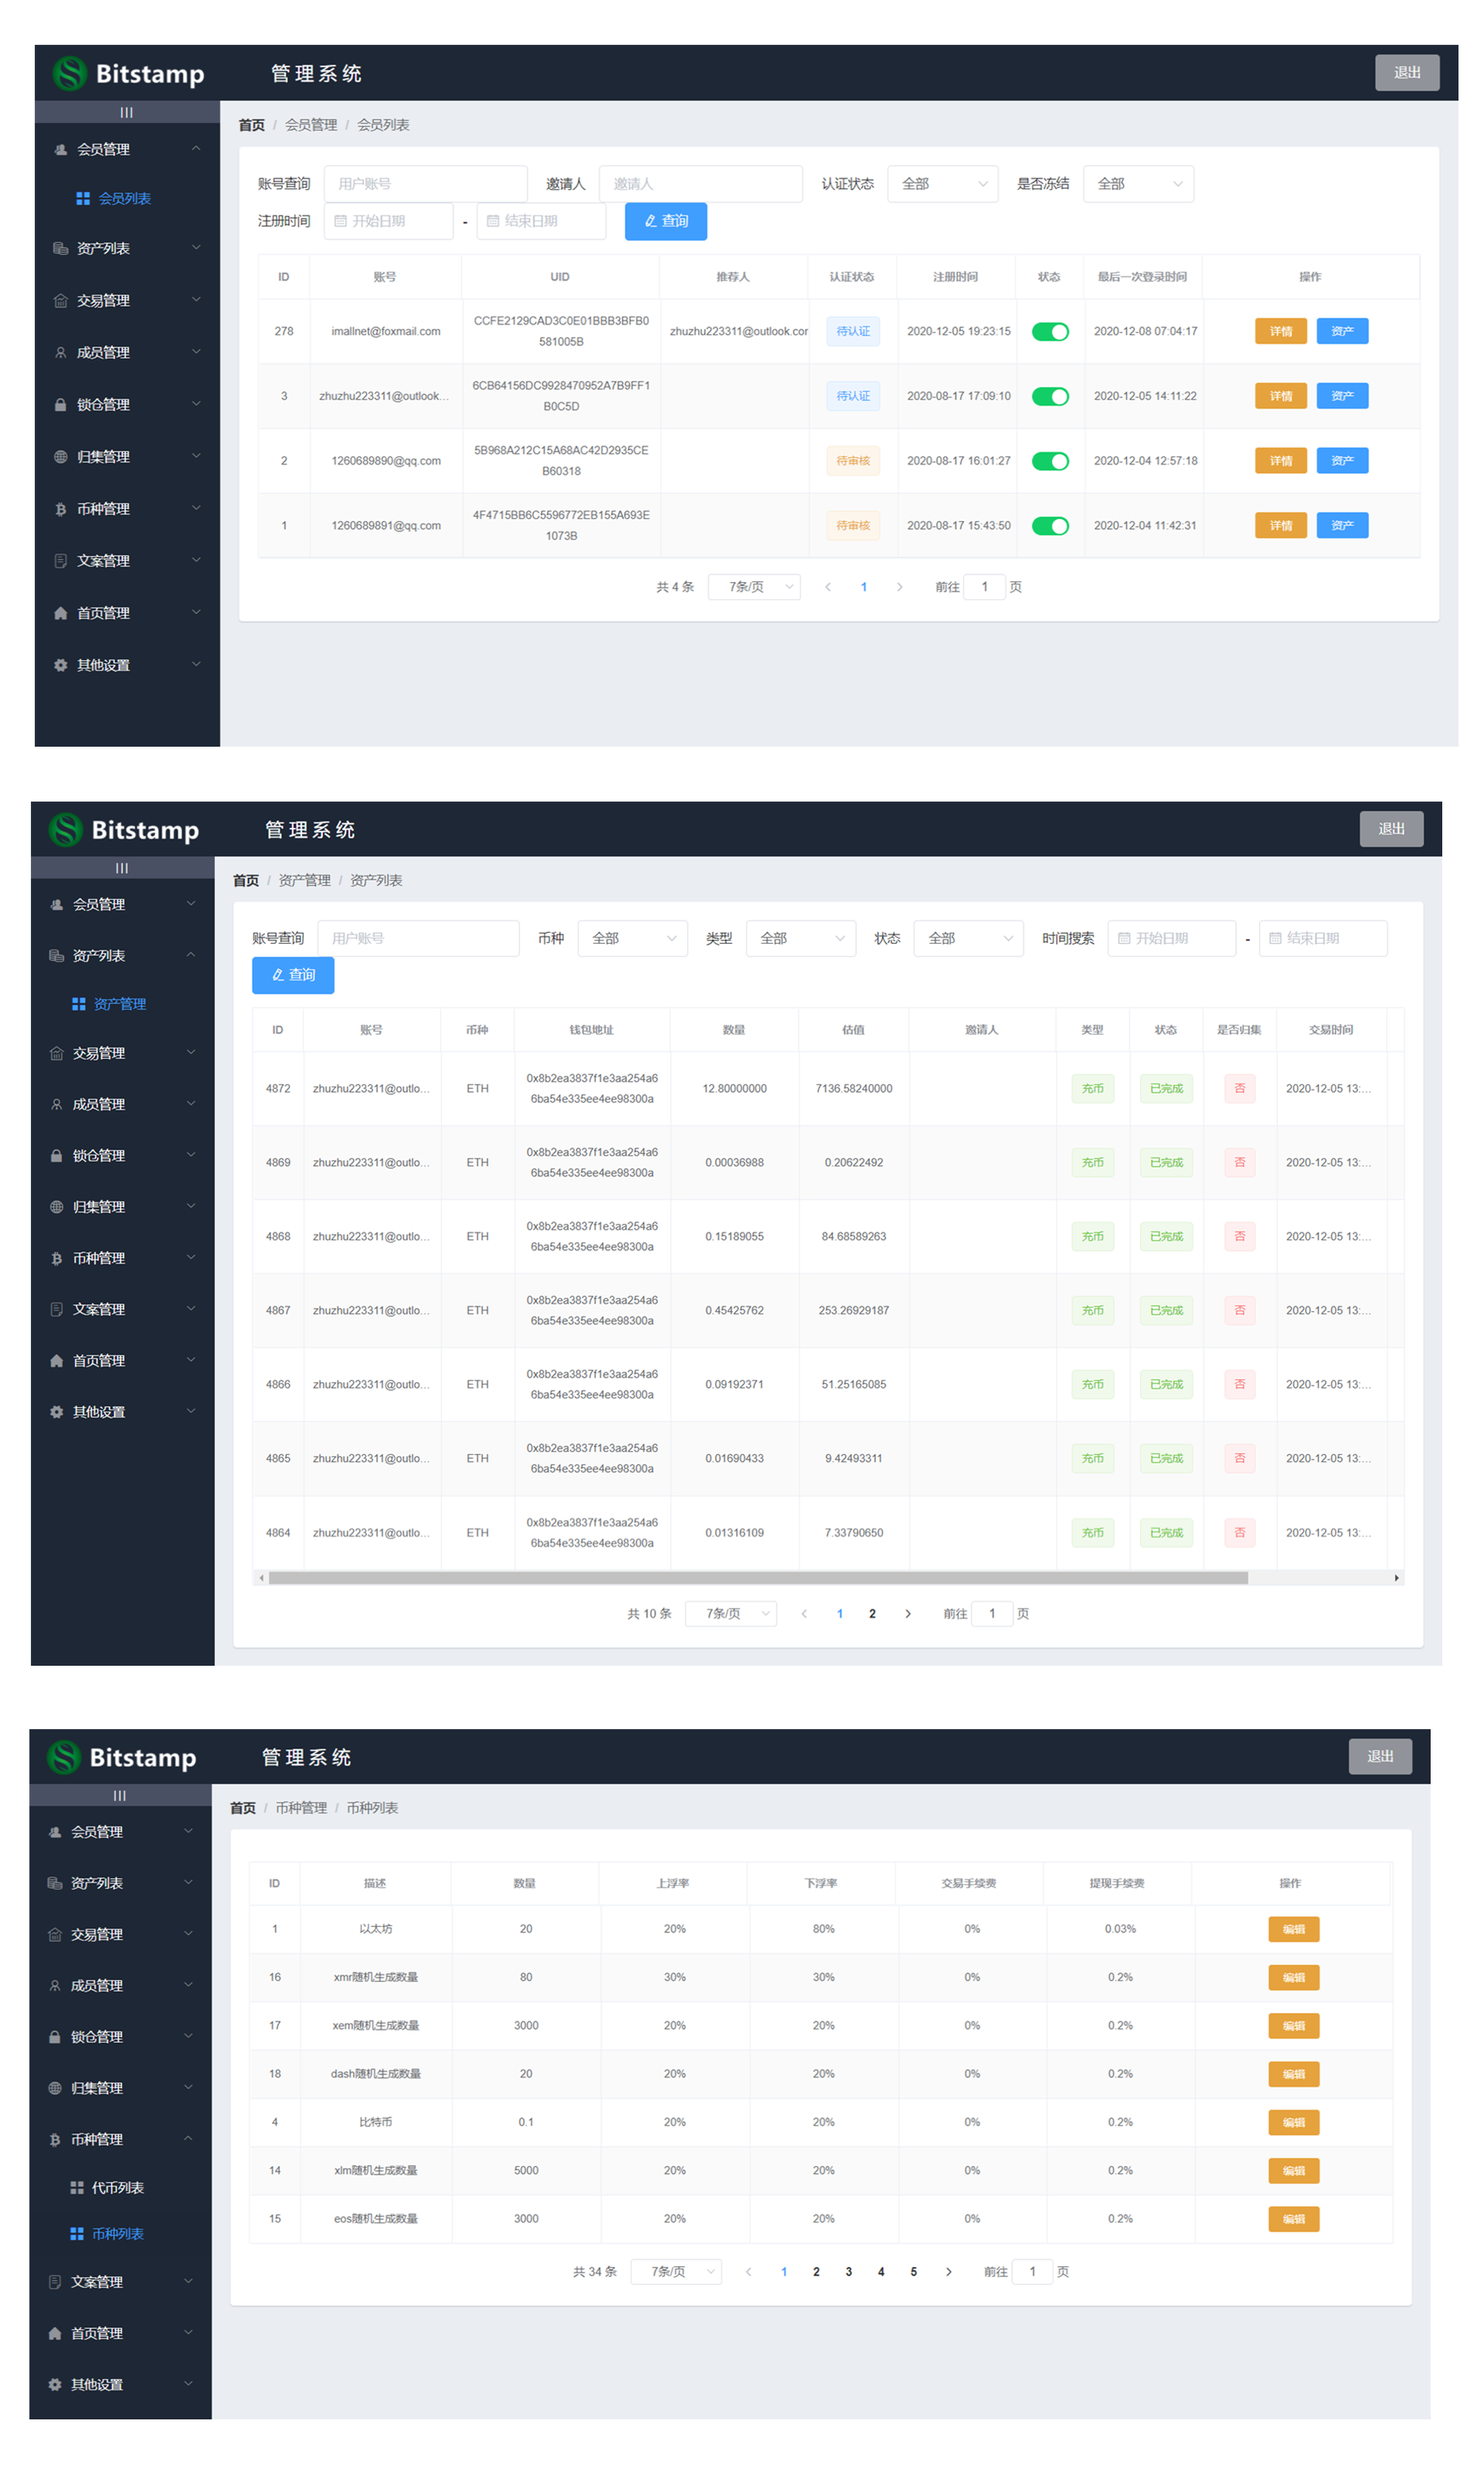 Bitstamp 管理系统 退出
首页 / 会员管理 / 会员列表
会员管理
会员列表
资产列表
交易管理
成员管理
锁仓管理
归集管理
币种管理
文案管理
首页管理
其他设置
账号查询 用户账号 邀请人 邀请人 认证状态 全部 是否冻结 全部
注册时间 开始日期 - 结束日期 查询
ID 账号 UID 推荐人 认证状态 注册时间 状态 最后一次登录时间 操作
278 imallnet@foxmail.com CCFE2129CAD3C0E01BBB3BFB0 zhuzhu223311@outlook.cor 待认证 2020-12-05 19:23:15 2020-12-08 07:04:17 详情 资产
581005B
3 zhuzhu223311@outlook... 6CB64156DC9928470952A7B9FF1 待认证 2020-08-17 17:09:10 2020-12-05 14:11:22 详情 资产
B0C5D
2 1260689890@qq.com 5B968A212C15A68AC42D2935CE 待审核 2020-08-17 16:01:27 2020-12-04 12:57:18 详情 资产
B60318
1 1260689891@qq.com 4F4715BB6C5596772EB155A693E 待审核 2020-08-17 15:43:50 2020-12-04 11:42:31 详情 资产
1073B
共 4 条 7条/页 1 前往 1 页
Bitstamp 管理系统 退出
首页 / 资产管理 / 资产列表
会员管理
资产列表
资产管理
交易管理
成员管理
锁仓管理
归集管理
币种管理
文案管理
首页管理
其他设置
账号查询 用户账号 币种 全部 类型 全部 状态 全部 时间搜索 开始日期 - 结束日期
查询
ID 账号 币种 钱包地址 数量 估值 邀请人 类型 状态 是否归集 交易时间
4872 zhuzhu223311@outlo... ETH 0x8b2ea3837f1e3aa254a6 12.80000000 7136.58240000 充币 已完成 否 2020-12-05 13:...
6ba54e335ee4ee98300a
4869 zhuzhu223311@outlo... ETH 0x8b2ea3837f1e3aa254a6 0.00036988 0.20622492 充币 已完成 否 2020-12-05 13:...
6ba54e335ee4ee98300a
4868 zhuzhu223311@outlo... ETH 0x8b2ea3837f1e3aa254a6 0.15189055 84.68589263 充币 已完成 否 2020-12-05 13:...
6ba54e335ee4ee98300a
4867 zhuzhu223311@outlo... ETH 0x8b2ea3837f1e3aa254a6 0.45425762 253.26929187 充币 已完成 否 2020-12-05 13:...
6ba54e335ee4ee98300a
4866 zhuzhu223311@outlo... ETH 0x8b2ea3837f1e3aa254a6 0.09192371 51.25165085 充币 已完成 否 2020-12-05 13:...
6ba54e335ee4ee98300a
4865 zhuzhu223311@outlo... ETH 0x8b2ea3837f1e3aa254a6 0.01690433 9.42493311 充币 已完成 否 2020-12-05 13:...
6ba54e335ee4ee98300a
4864 zhuzhu223311@outlo... ETH 0x8b2ea3837f1e3aa254a6 0.01316109 7.33790650 充币 已完成 否 2020-12-05 13:...
6ba54e335ee4ee98300a
共 10 条 7条/页 1 2 前往 1 页
Bitstamp 管理系统 退出
首页 / 币种管理 / 币种列表
会员管理
资产列表
交易管理
成员管理
锁仓管理
归集管理
币种管理
代币列表
币种列表
文案管理
首页管理
其他设置
ID 描述 数量 上浮率 下浮率 交易手续费 提现手续费 操作
1 以太坊 20 20% 80% 0% 0.03% 编辑
16 xmr随机生成数量 80 30% 30% 0% 0.2% 编辑
17 xem随机生成数量 3000 20% 20% 0% 0.2% 编辑
18 dash随机生成数量 20 20% 20% 0% 0.2% 编辑
4 比特币 0.1 20% 20% 0% 0.2% 编辑
14 xlm随机生成数量 5000 20% 20% 0% 0.2% 编辑
15 eos随机生成数量 3000 20% 20% 0% 0.2% 编辑
共 34 条 7条/页 1 2 3 4 5 前往 1 页